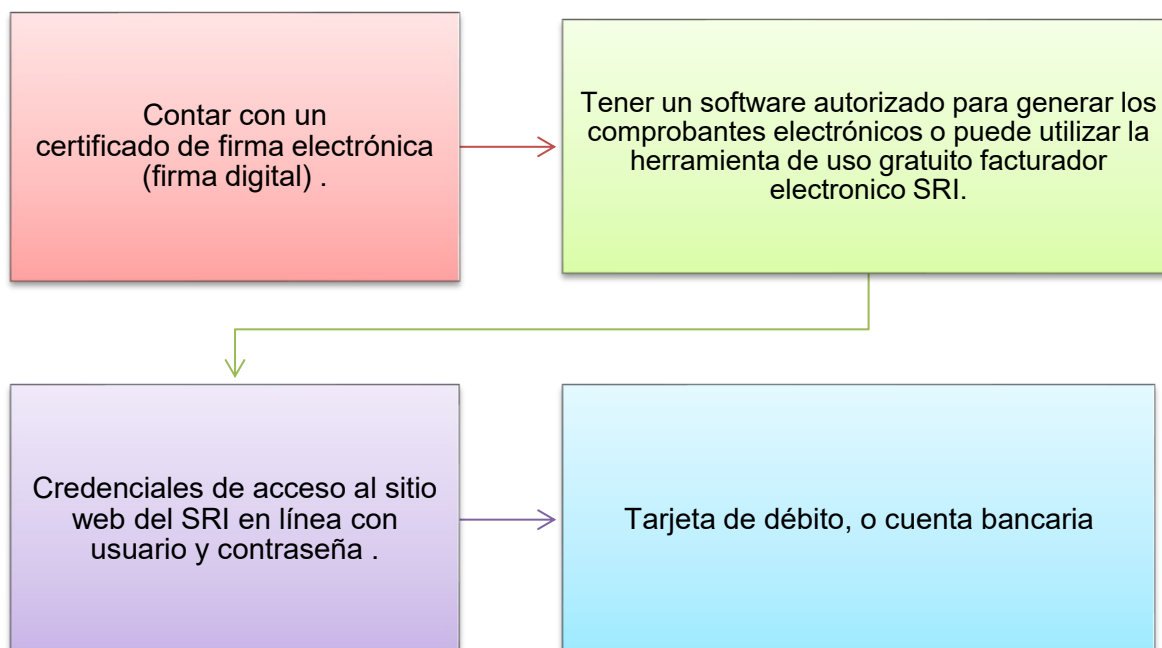 Contar con un
certificado de firma electrónica
(firma digital) .
Tener un software autorizado para generar los
comprobantes electrónicos o puede utilizar la
herramienta de uso gratuito facturador
electronico SRI.
Credenciales de acceso al sitio
web del SRI en línea con
usuario y contraseña .
Tarjeta de débito, o cuenta bancaria